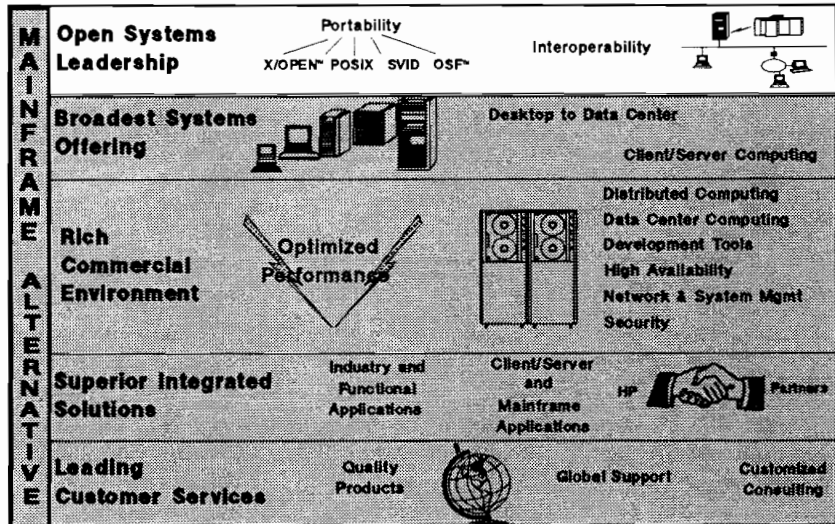 MAINFRAME ALTERNATIVE
Open Systems
Leadership
Portability
X/OPEN™ POSIX SVID OSF™
Interoperability
Broadest Systems
Offering
Desktop to Data Center
Client/Server Computing
Rich
Commercial
Environment
Optimized
Performance
Distributed Computing
Data Center Computing
Development Tools
High Availability
Network & System Mgmt
Security
Superior Integrated
Solutions
Industry and
Functional
Applications
Client/Server
and
Mainframe
Applications
HP
Partners
Leading
Customer Services
Quality
Products
Global Support
Customized
Consulting